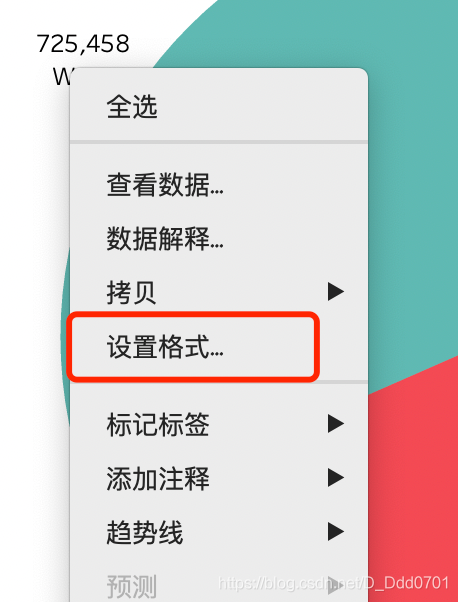 725,458
W
全选
查看数据...
数据解释...
拷贝
设置格式...
标记标签
添加注释
趋势线
预测
https://blog.csdn.net/D_Ddd0701